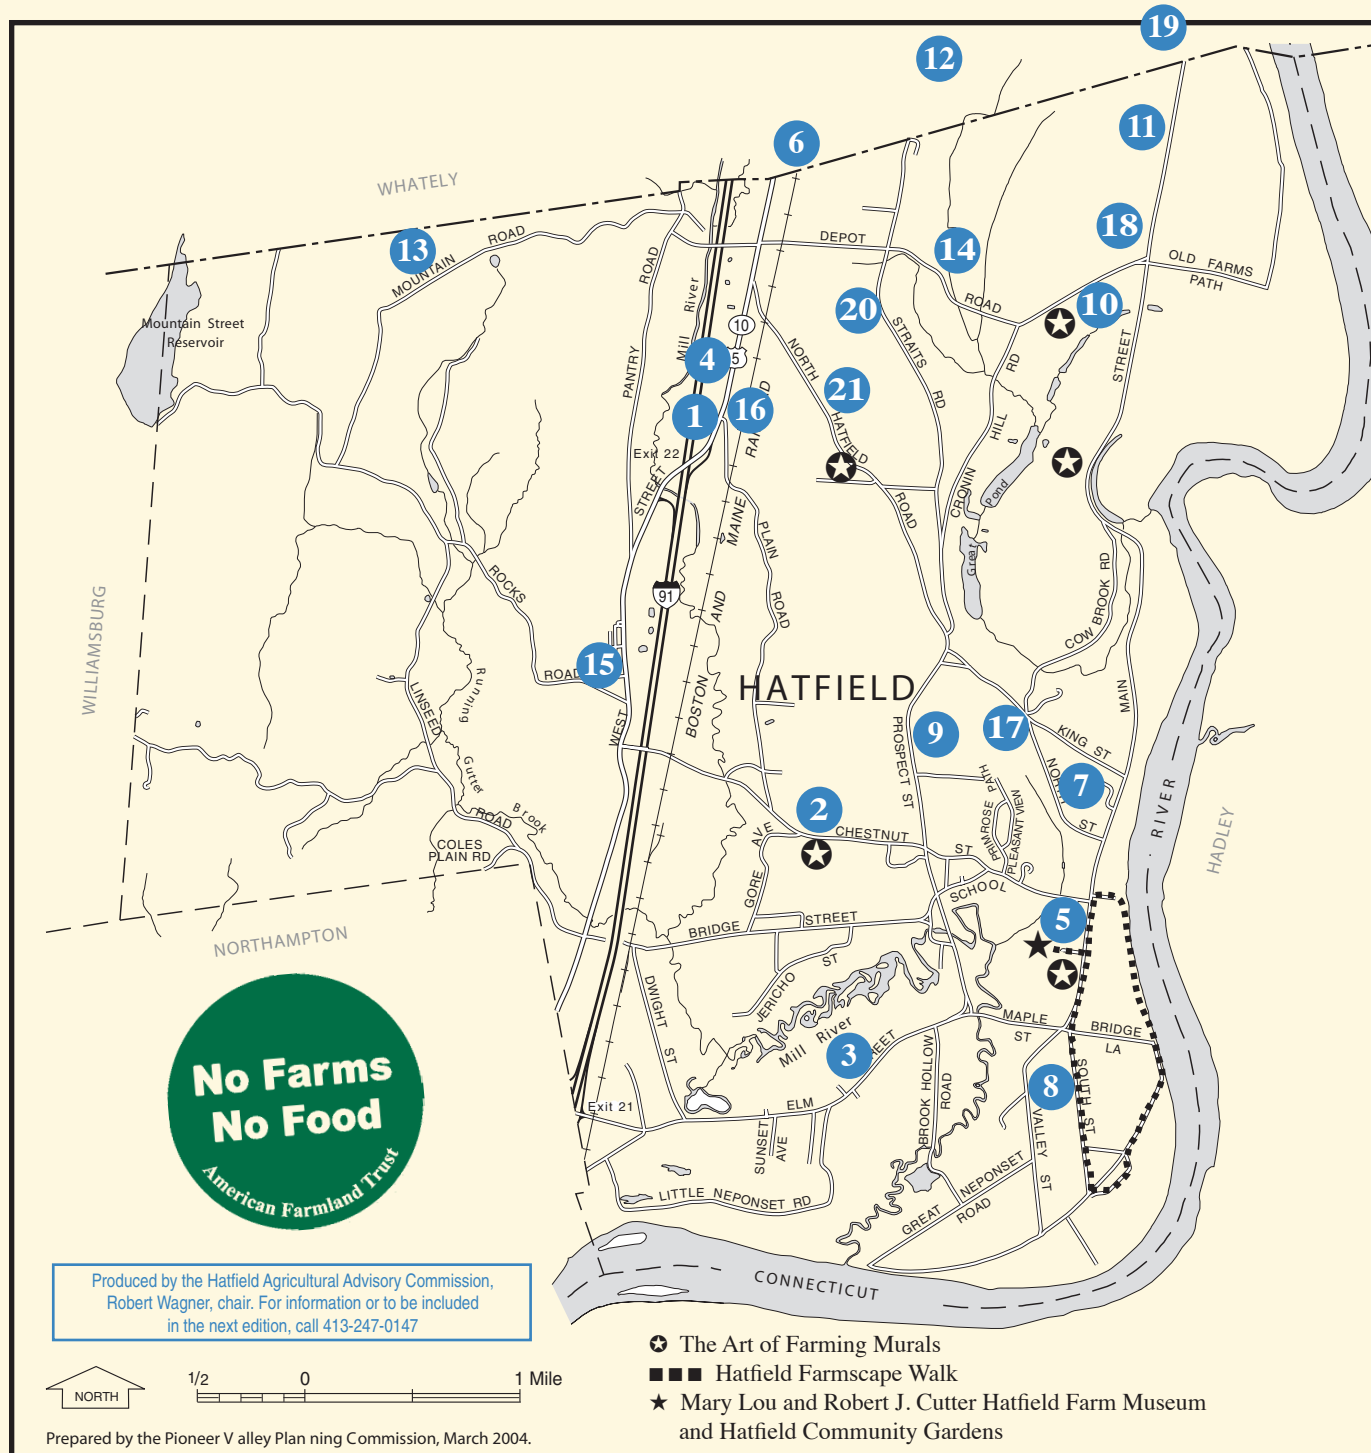 19
12
11
6
WHATELY
18
13
MOUNTAIN ROAD
DEPOT
14
ROAD
OLD FARMS
PATH
PANTRY
ROAD
Mill
River
10
10
20
STRAITS
RD
Mountain Street
Reservoir
5
4
NORTH
HATFIELD
ROAD
21
CRONIN
HILL
RD
STREET
1
16
Exit 22
STREET
Great
Pond
BOSTON
AND
MAINE
PLAIN
ROAD
91
ROCKS
ROAD
15
COW BROOK RD
WILLIAMSBURG
Running
Gutter
Brook
LINSEED
ROAD
WEST
HATFIELD
PROSPECT ST
9
17
KING ST
MAIN
NORTH
ST
7
PRIMROSE PATH
PLEASANT VIEW
RIVER
HADLEY
2
CHESTNUT
ST
GORE
AVE
COLES
PLAIN RD
SCHOOL
BRIDGE
STREET
5
NORTHAMPTON
DWIGHT
ST
JERICHO
ST
Mill River
MAPLE
ST
BRIDGE
LA
3
8
SOUTH ST
BROOK HOLLOW
ROAD
VALLEY
ST
Exit 21
ELM
SUNSET
AVE
LITTLE NEPONSET RD
GREAT
NEPONSET
ROAD
CONNECTICUT
No Farms
No Food
American Farmland Trust
Produced by the Hatfield Agricultural Advisory Commission,
Robert Wagner, chair. For information or to be included
in the next edition, call 413-247-0147
The Art of Farming Murals
Hatfield Farmscape Walk
Mary Lou and Robert J. Cutter Hatfield Farm Museum
and Hatfield Community Gardens
NORTH
1/2 0 1 Mile
Prepared by the Pioneer V alley Plan ning Commission, March 2004.